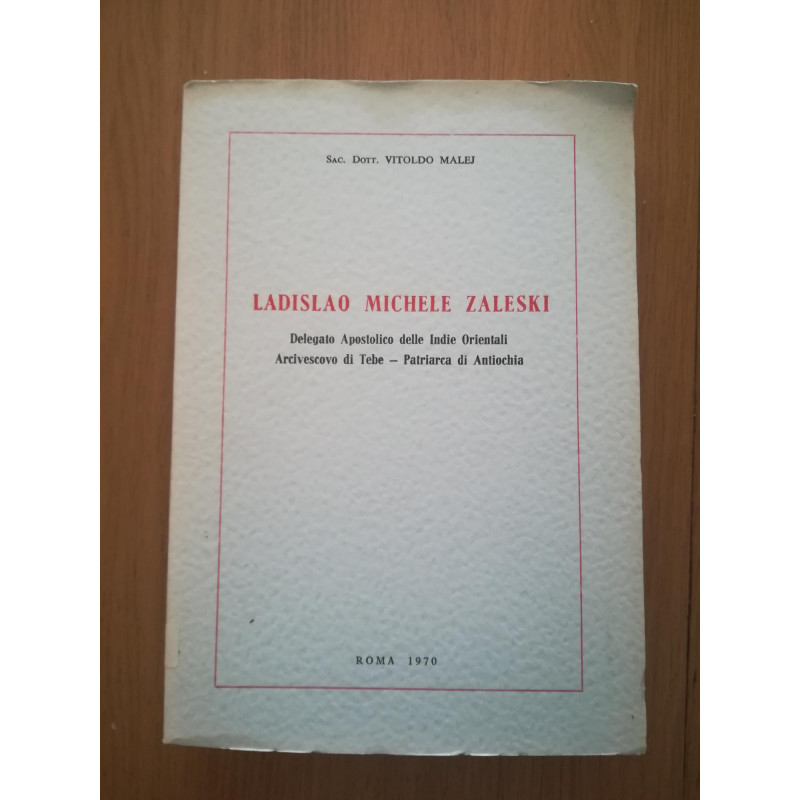 Sac. Dott. VITOLDO MALEJ
LADISLAO MICHELE ZALESKI
Delegato Apostolico delle Indie Orientali
Arcivescovo di Tebe — Patriarca di Antiochia
ROMA 1970